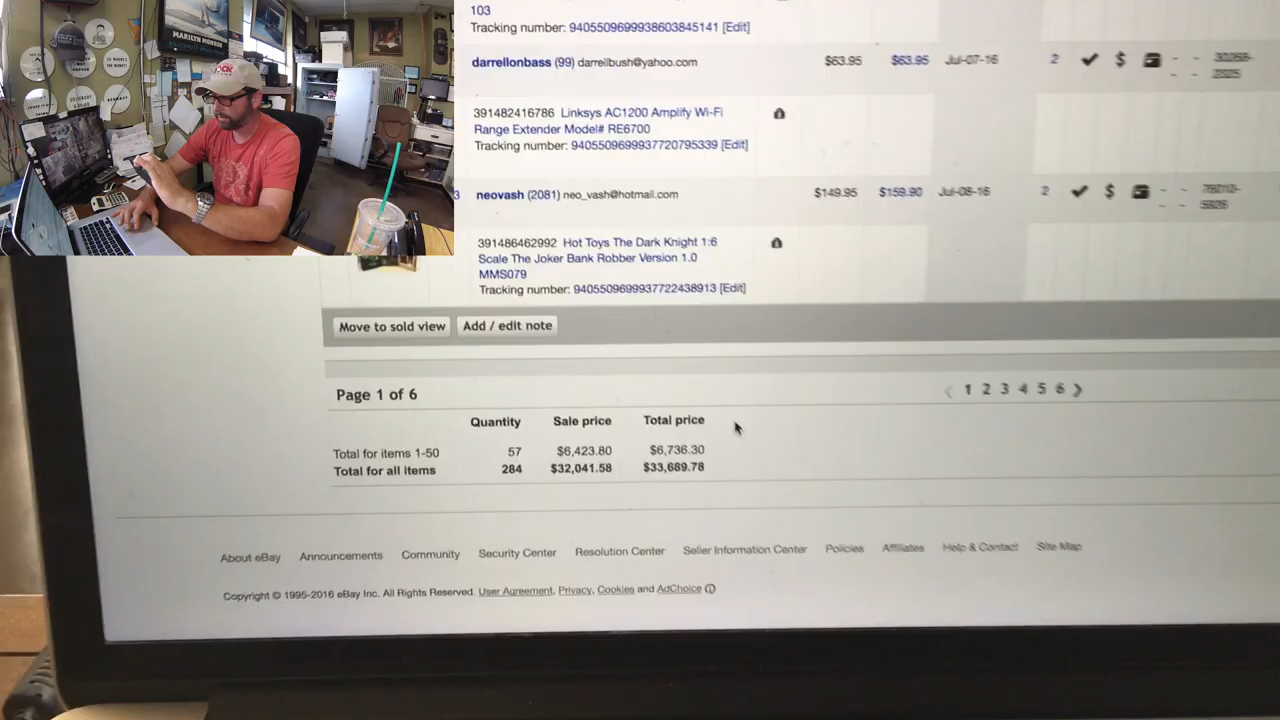 MARILYN MONROE
103
Tracking number: 9405509699938603845141 [Edit]
darrellonbass (99) darrellbush@yahoo.com $63.95 $63.95 Jul-07-16 2 $ - -
391482416786 Linksys AC1200 Amplify Wi-Fi
Range Extender Model# RE6700
Tracking number: 9405509699937720795339 [Edit]
3 neovash (2081) neo_vash@hotmail.com $149.95 $159.90 Jul-08-16 2 $ - -
391486462992 Hot Toys The Dark Knight 1:6
Scale The Joker Bank Robber Version 1.0
MMS079
Tracking number: 9405509699937722438913 [Edit]
Move to sold view Add / edit note
Page 1 of 6 1 2 3 4 5 6
Quantity Sale price Total price
Total for items 1-50 57 $6,423.80 $6,736.30
Total for all items 284 $32,041.58 $33,689.78
About eBay Announcements Community Security Center Resolution Center Seller Information Center Policies Affiliates Help & Contact Site Map
Copyright © 1995-2016 eBay Inc. All Rights Reserved. User Agreement, Privacy, Cookies and AdChoice